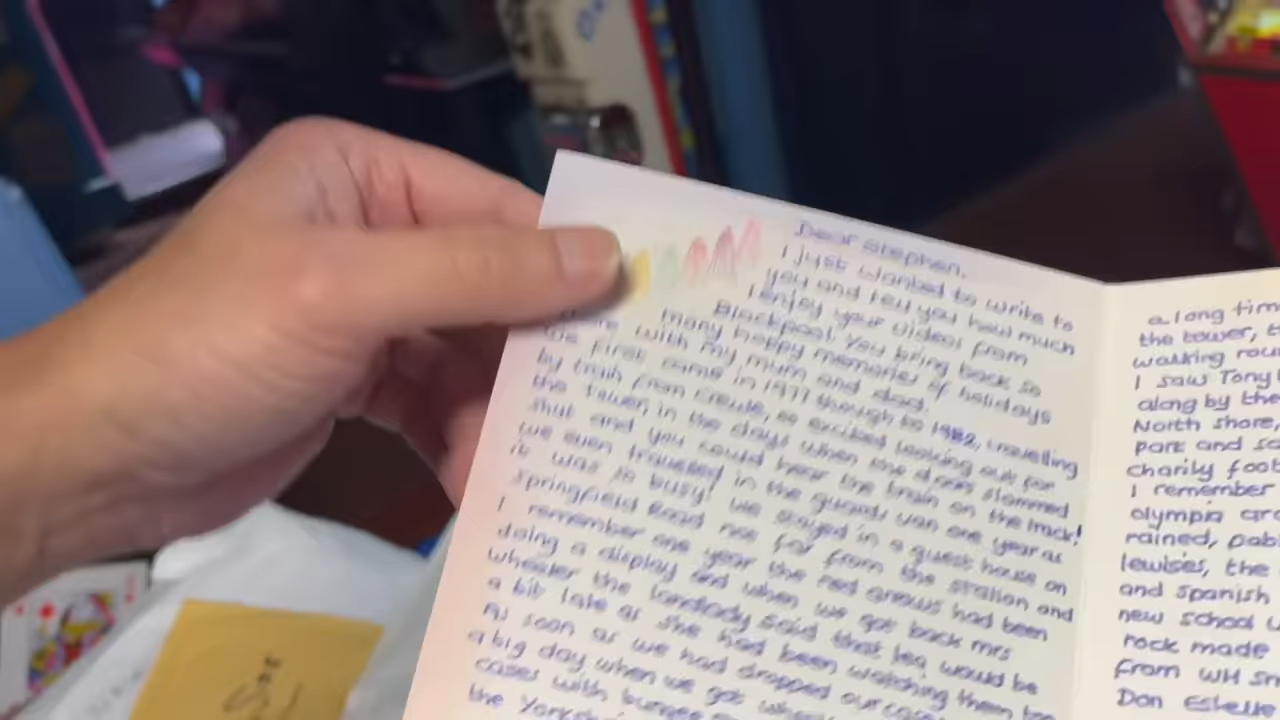 Dear Stephen,
I just wanted to write to
you and tell you how much
I enjoy your videos from
Blackpool. You bring back so
many happy memories of holidays
with my mum and dad.
We first came in 1977 though to 1982, travelling
by train from Crewe, so excited looking out for
the tower in the days when the doors slammed
shut and you could hear the train on the track!
We even travelled in the guards van one year as
it was so busy! We stayed in a guest house on
Springfield Road not far from the station and
I remember one year the red arrows had been
doing a display and when we got back mrs
wheater the landlady said that tea would be
a bit late as she had been watching them too
As soon as we had dropped our cases
a big day when we got
cases with
the
a long tim
the tower, t
walking rou
I saw Tony
along by the
North shore,
park and sa
charity foot
I remember
olympia arc
rained, pab
lewises, the
and spanish
new school u
rock made
from WH Sm
Don Estelle